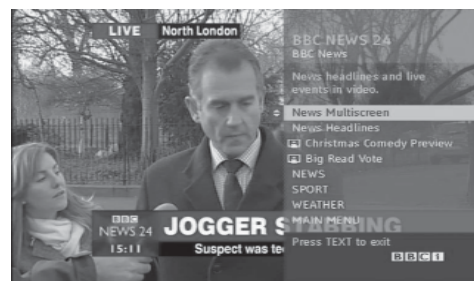 LIVE North London
BBC NEWS 24
BBC News
News headlines and live
events in video.
News Multiscreen
News Headlines
Christmas Comedy Preview
Big Read Vote
NEWS
SPORT
WEATHER
MAIN MENU
Press TEXT to exit
BBC 1
BBC
NEWS 24
15:11
JOGGER STABBING
Suspect was tee